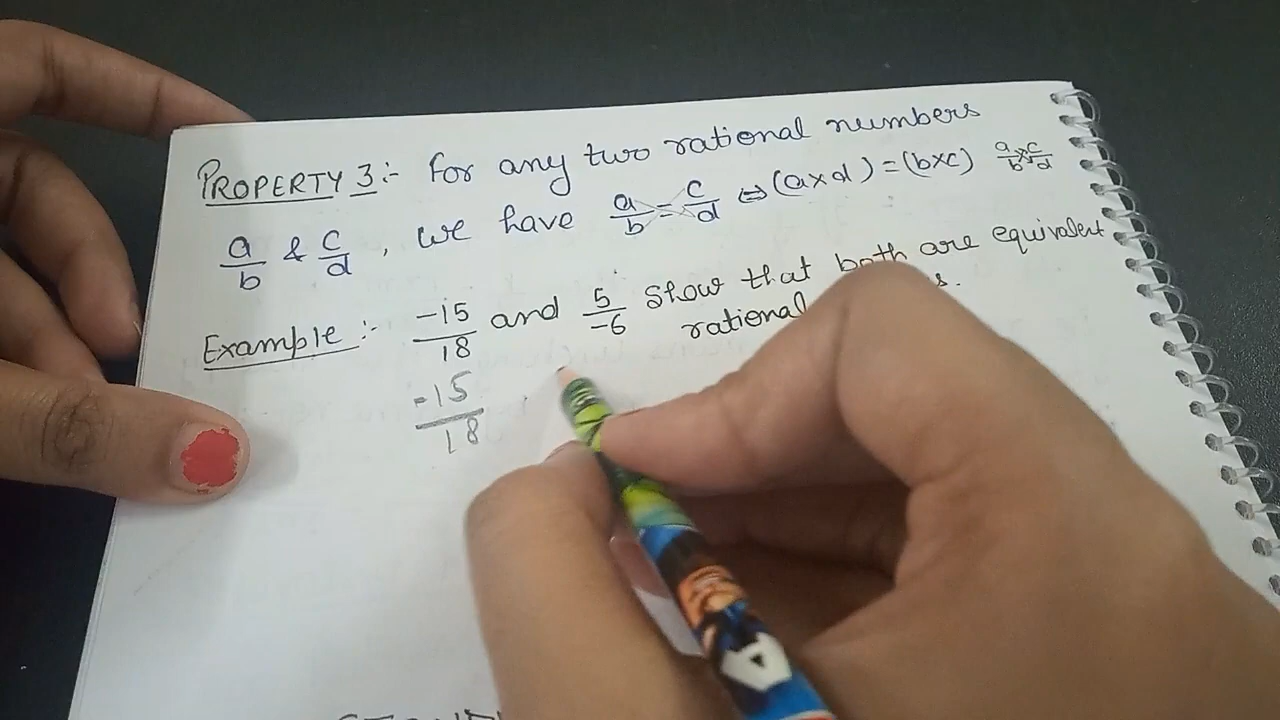 PROPERTY 3:- For any two rational numbers
a/b & c/d, we have a/b = c/d ⇔ (a×d) = (b×c) a/b × c/d
Example:- -15/18 and 5/-6 show that both are equivalent
rational
-15/18